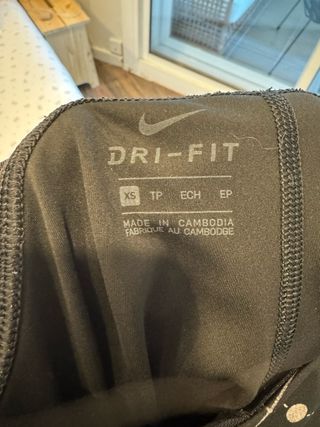 DRI-FIT
XS TP ECH EP
MADE IN CAMBODIA
FABRIQUÉ AU CAMBODGE